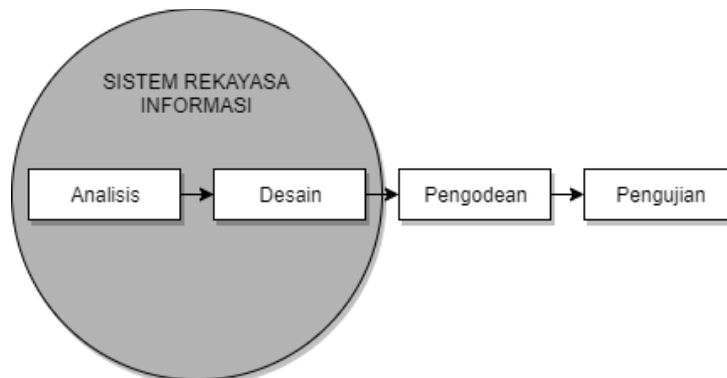 SISTEM REKAYASA
INFORMASI
Analisis
Desain
Pengodean
Pengujian